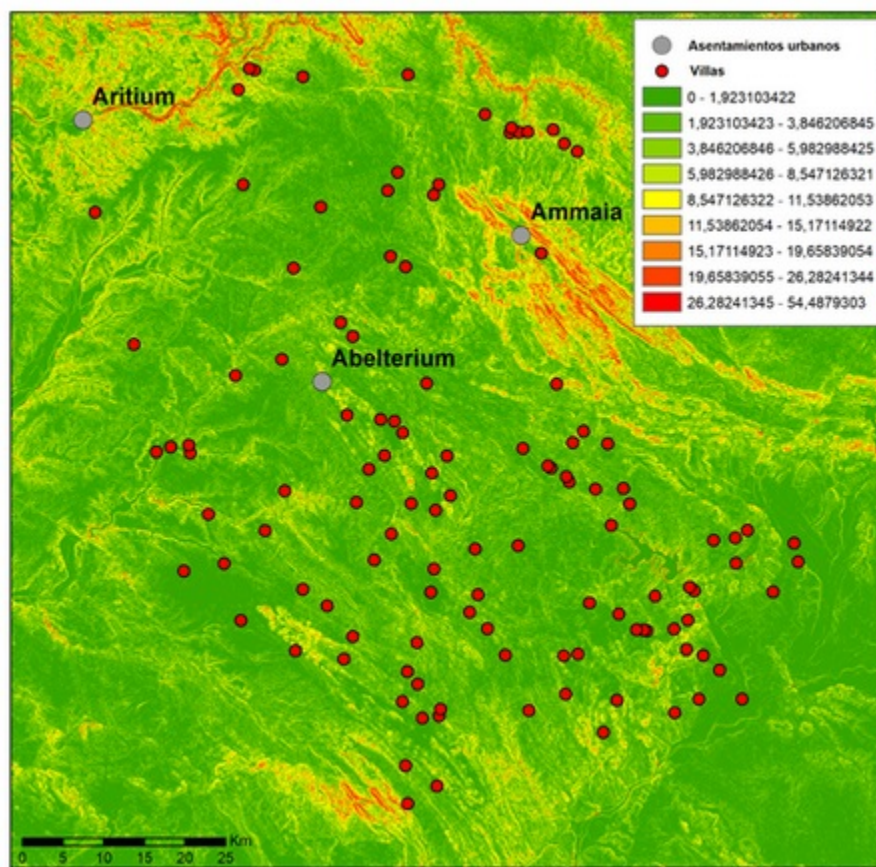 Asentamientos urbanos
Villas
0 - 1,923103422
1,923103423 - 3,846206845
3,846206846 - 5,982988425
5,982988426 - 8,547126321
8,547126322 - 11,53862053
11,53862054 - 15,17114922
15,17114923 - 19,65839054
19,65839055 - 26,28241344
26,28241345 - 54,4879303
Aritium
Ammaia
Abelterium
Km
0 5 10 15 20 25